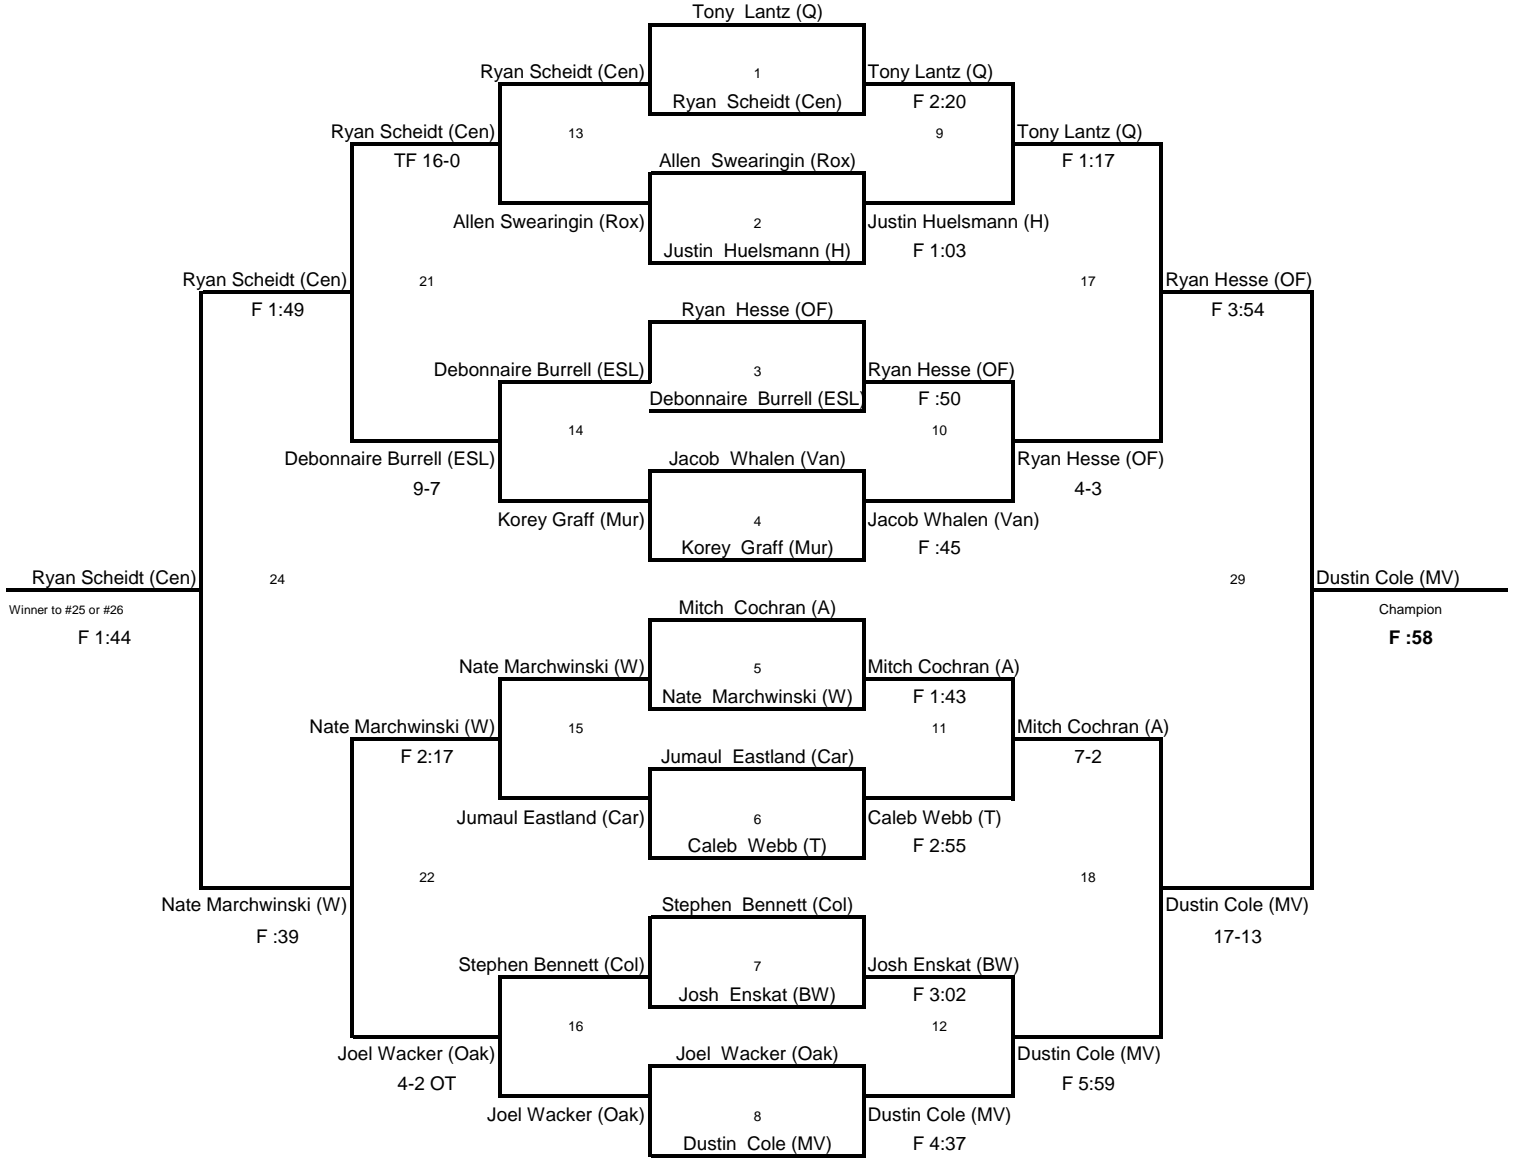 Tony Lantz (Q)
Ryan Scheidt (Cen)
1
Tony Lantz (Q)
Ryan Scheidt (Cen)
F 2:20
Ryan Scheidt (Cen)
13
9
Tony Lantz (Q)
TF 16-0
Allen Swearingin (Rox)
F 1:17
Allen Swearingin (Rox)
2
Justin Huelsmann (H)
Justin Huelsmann (H)
F 1:03
Ryan Scheidt (Cen)
21
17
Ryan Hesse (OF)
F 1:49
Ryan Hesse (OF)
F 3:54
Debonnaire Burrell (ESL)
3
Ryan Hesse (OF)
Debonnaire Burrell (ESL)
F :50
14
10
Debonnaire Burrell (ESL)
Jacob Whalen (Van)
Ryan Hesse (OF)
9-7
4-3
Korey Graff (Mur)
4
Jacob Whalen (Van)
Korey Graff (Mur)
F :45
Ryan Scheidt (Cen)
24
29
Dustin Cole (MV)
Winner to #25 or #26
Mitch Cochran (A)
Champion
F 1:44
F :58
Nate Marchwinski (W)
5
Mitch Cochran (A)
Nate Marchwinski (W)
F 1:43
Nate Marchwinski (W)
15
11
Mitch Cochran (A)
F 2:17
Jumaul Eastland (Car)
7-2
Jumaul Eastland (Car)
6
Caleb Webb (T)
Caleb Webb (T)
F 2:55
22
18
Nate Marchwinski (W)
Stephen Bennett (Col)
Dustin Cole (MV)
F :39
17-13
Stephen Bennett (Col)
7
Josh Enskat (BW)
Josh Enskat (BW)
F 3:02
16
12
Joel Wacker (Oak)
Joel Wacker (Oak)
Dustin Cole (MV)
4-2 OT
F 5:59
Joel Wacker (Oak)
8
Dustin Cole (MV)
Dustin Cole (MV)
F 4:37